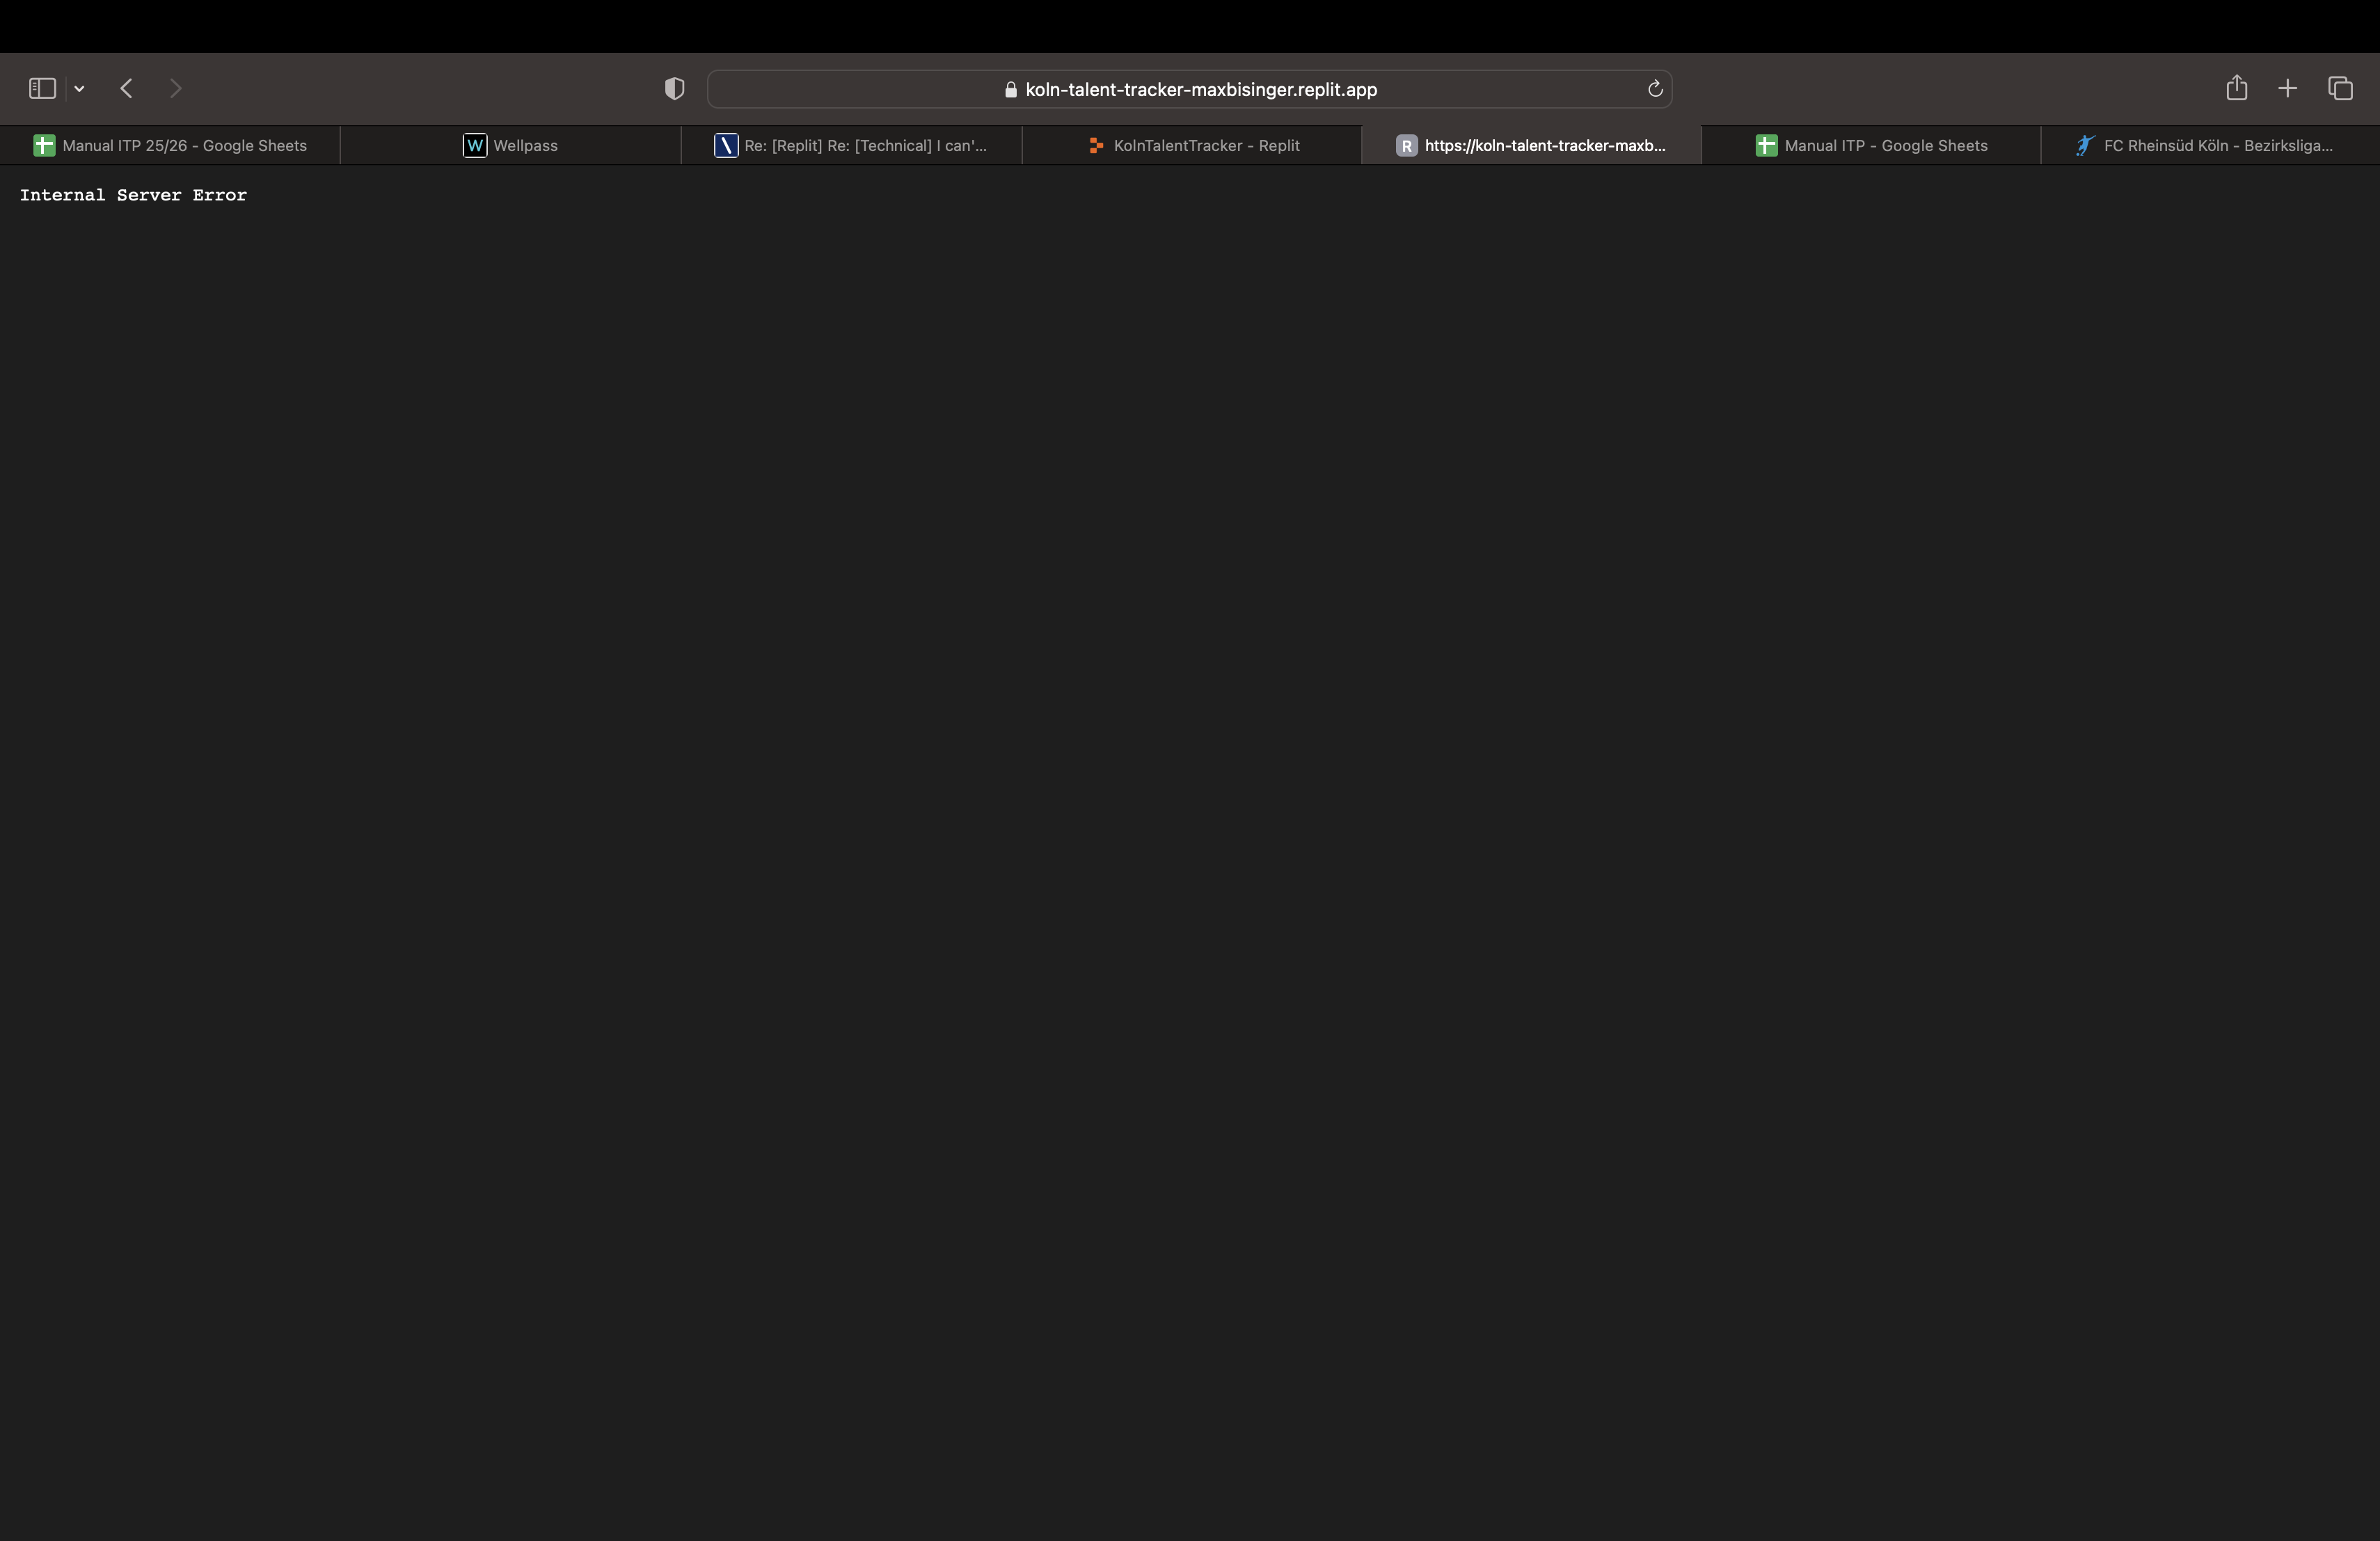 koln-talent-tracker-maxbisinger.replit.app
Manual ITP 25/26 - Google Sheets
W Wellpass
\ Re: [Replit] Re: [Technical] I can'...
KolnTalentTracker - Replit
R https://koln-talent-tracker-maxb...
Manual ITP - Google Sheets
FC Rheinsüd Köln - Bezirksliga...
Internal Server Error